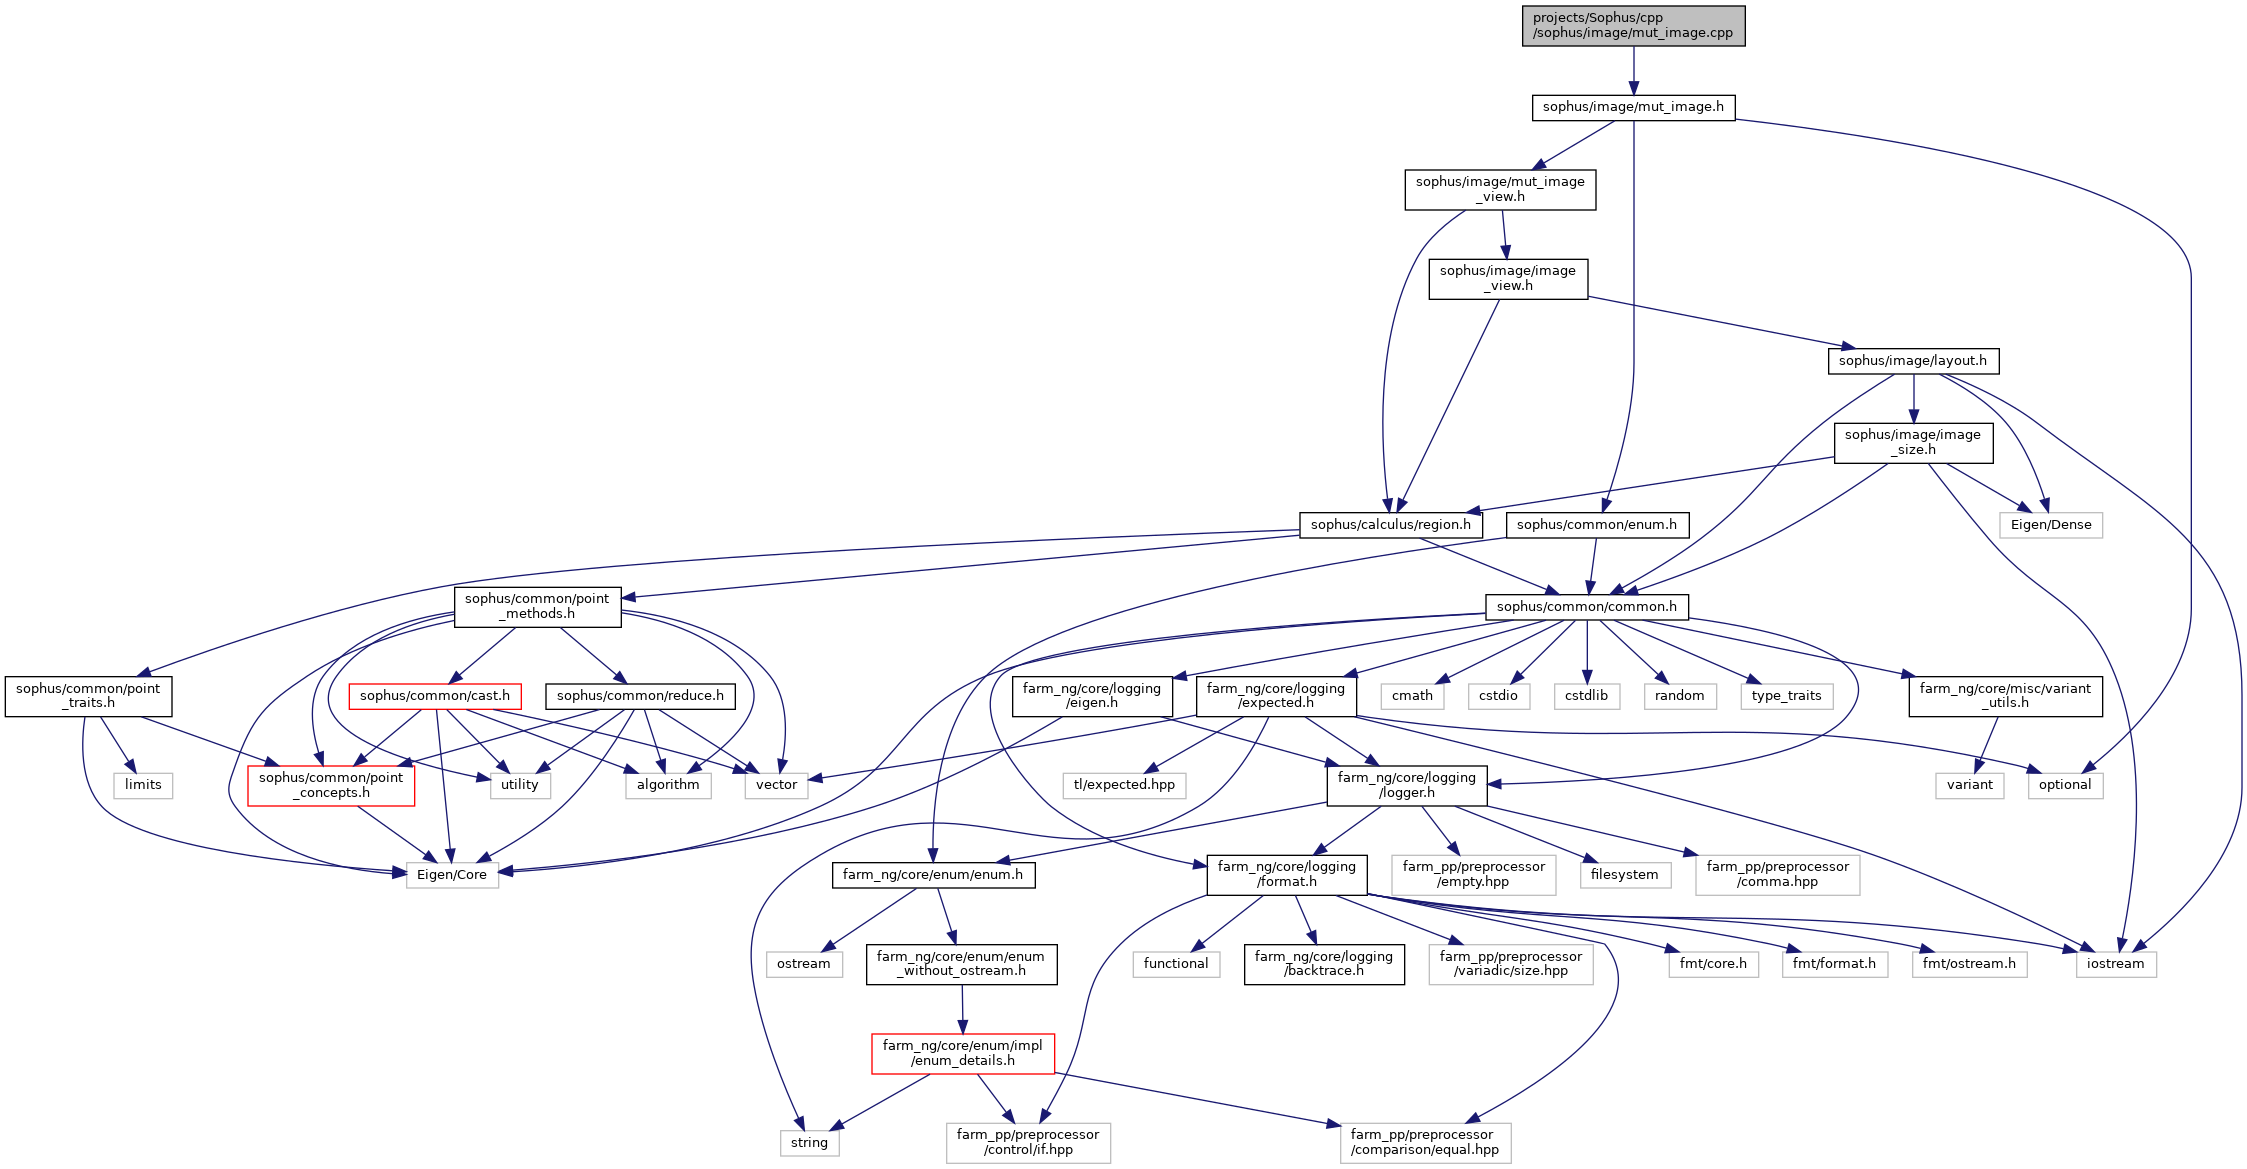 projects/Sophus/cpp
/sophus/image/mut_image.cpp
sophus/image/mut_image.h
sophus/image/mut_image
_view.h
sophus/image/image
_view.h
sophus/image/layout.h
sophus/image/image
_size.h
sophus/calculus/region.h
sophus/common/enum.h
Eigen/Dense
sophus/common/point
_methods.h
sophus/common/common.h
sophus/common/point
_traits.h
sophus/common/cast.h
sophus/common/reduce.h
farm_ng/core/logging
/eigen.h
farm_ng/core/logging
/expected.h
cmath
cstdio
cstdlib
random
type_traits
farm_ng/core/misc/variant
_utils.h
limits
sophus/common/point
_concepts.h
utility
algorithm
vector
tl/expected.hpp
farm_ng/core/logging
/logger.h
variant
optional
Eigen/Core
farm_ng/core/enum/enum.h
farm_ng/core/logging
/format.h
farm_pp/preprocessor
/empty.hpp
filesystem
farm_pp/preprocessor
/comma.hpp
ostream
farm_ng/core/enum/enum
_without_ostream.h
functional
farm_ng/core/logging
/backtrace.h
farm_pp/preprocessor
/variadic/size.hpp
fmt/core.h
fmt/format.h
fmt/ostream.h
iostream
farm_ng/core/enum/impl
/enum_details.h
string
farm_pp/preprocessor
/control/if.hpp
farm_pp/preprocessor
/comparison/equal.hpp